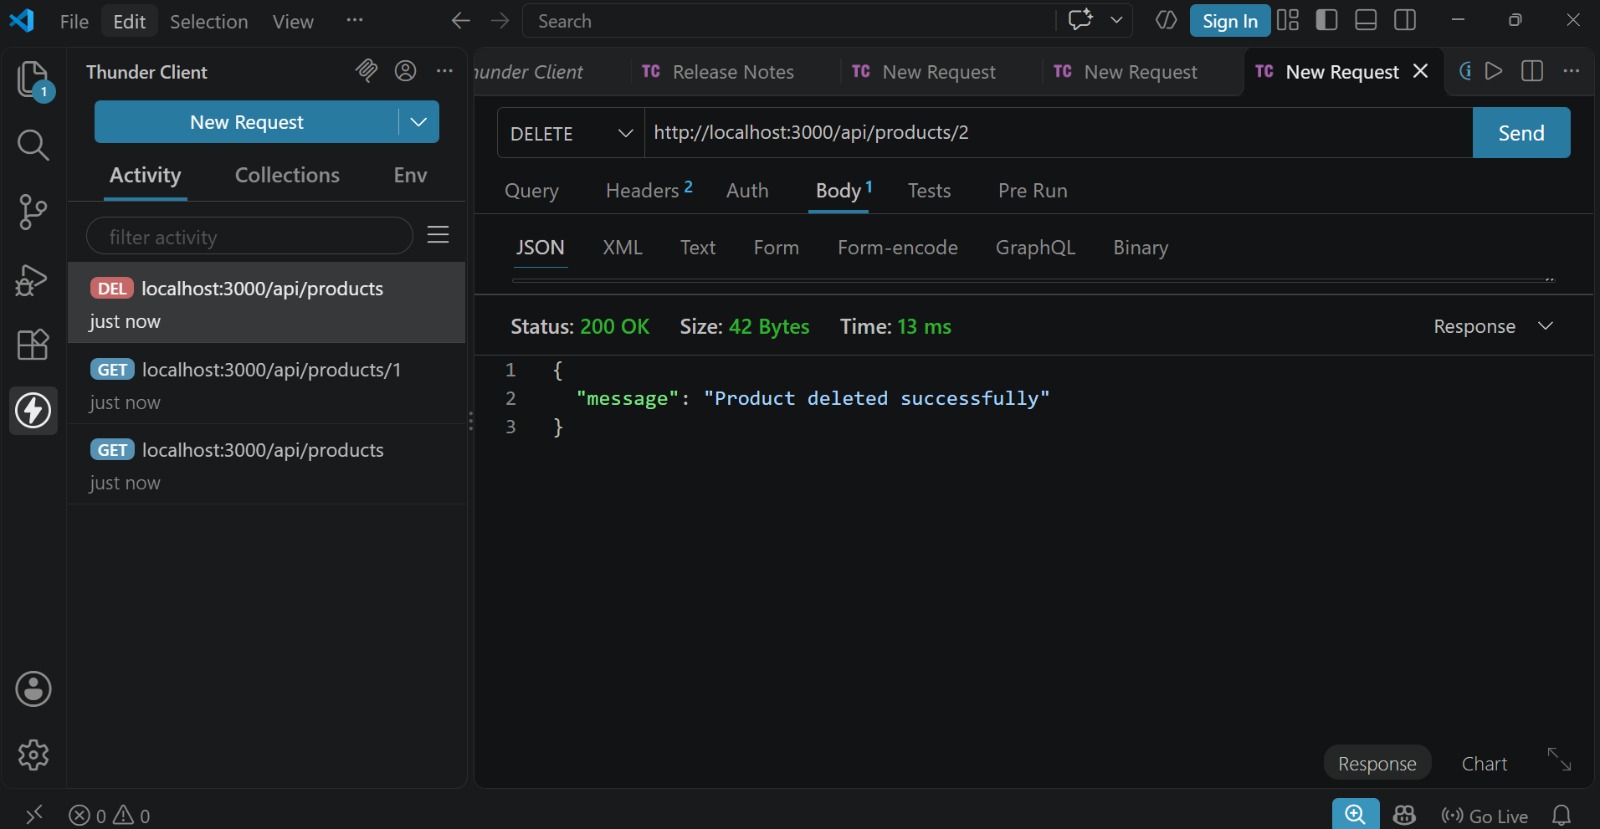 File Edit Selection View ··· Search Sign In
Thunder Client
hunder Client TC Release Notes TC New Request TC New Request TC New Request
1
New Request
DELETE http://localhost:3000/api/products/2 Send
Activity Collections Env
Query Headers 2 Auth Body 1 Tests Pre Run
filter activity
JSON XML Text Form Form-encode GraphQL Binary
DEL localhost:3000/api/products
just now
Status: 200 OK Size: 42 Bytes Time: 13 ms Response
GET localhost:3000/api/products/1
just now
GET localhost:3000/api/products
just now
1 {
2 "message": "Product deleted successfully"
3 }
Response Chart
0 0 Go Live